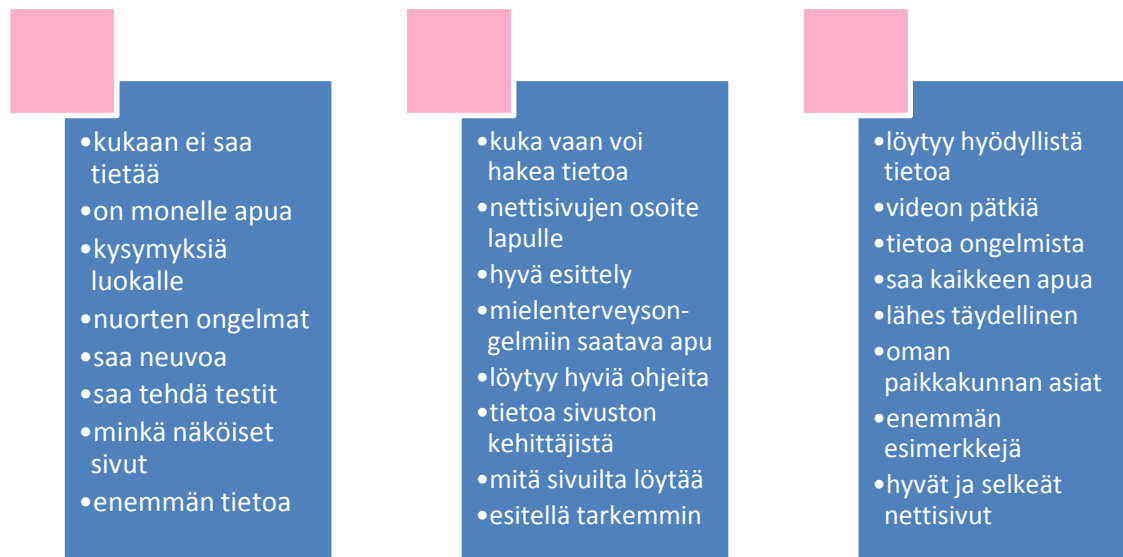 •kukaan ei saa
tietää
•on monelle apua
•kysymyksiä
luokalle
•nuorten ongelmat
•saa neuvoa
•saa tehdä testit
•minkä näköiset
sivut
•enemmän tietoa
•kuka vaan voi
hakea tietoa
•nettisivujen osoite
lapulle
•hyvä esittely
•mielenterveyson-
gelmiin saatava apu
•löytyy hyviä ohjeita
•tietoa sivuston
kehittäjistä
•mitä sivuilta löytää
•esitellä tarkemmin
•löytyy hyödyllistä
tietoa
•videon pätkiä
•tietoa ongelmista
•saa kaikkeen apua
•lähes täydellinen
•oman
paikkakunnan asiat
•enemmän
esimerkkejä
•hyvät ja selkeät
nettisivut